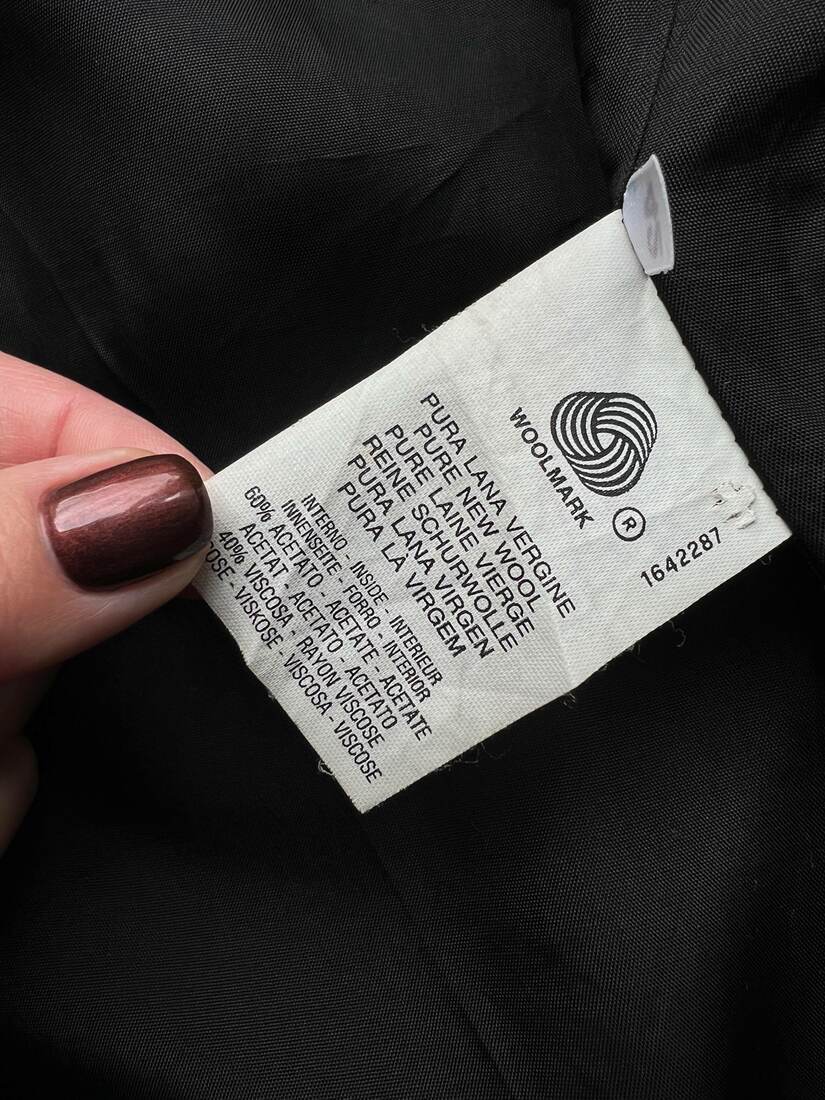 WOOLMARK
®
1642287
PURA LANA VERGINE
PURE NEW WOOL
PURE LAINE VIERGE
REINE SCHURWOLLE
PURA LANA VIRGEN
PURA LA VIRGEM
INTERNO - INSIDE - INTERIEUR
INNENSEITE - FORRO - INTERIOR
60% ACETATO - ACETATE - ACETATE
ACETAT - ACETATO - ACETATO
40% VISCOSA - RAYON VISCOSE
VISKOSE - VISCOSA - VISCOSE